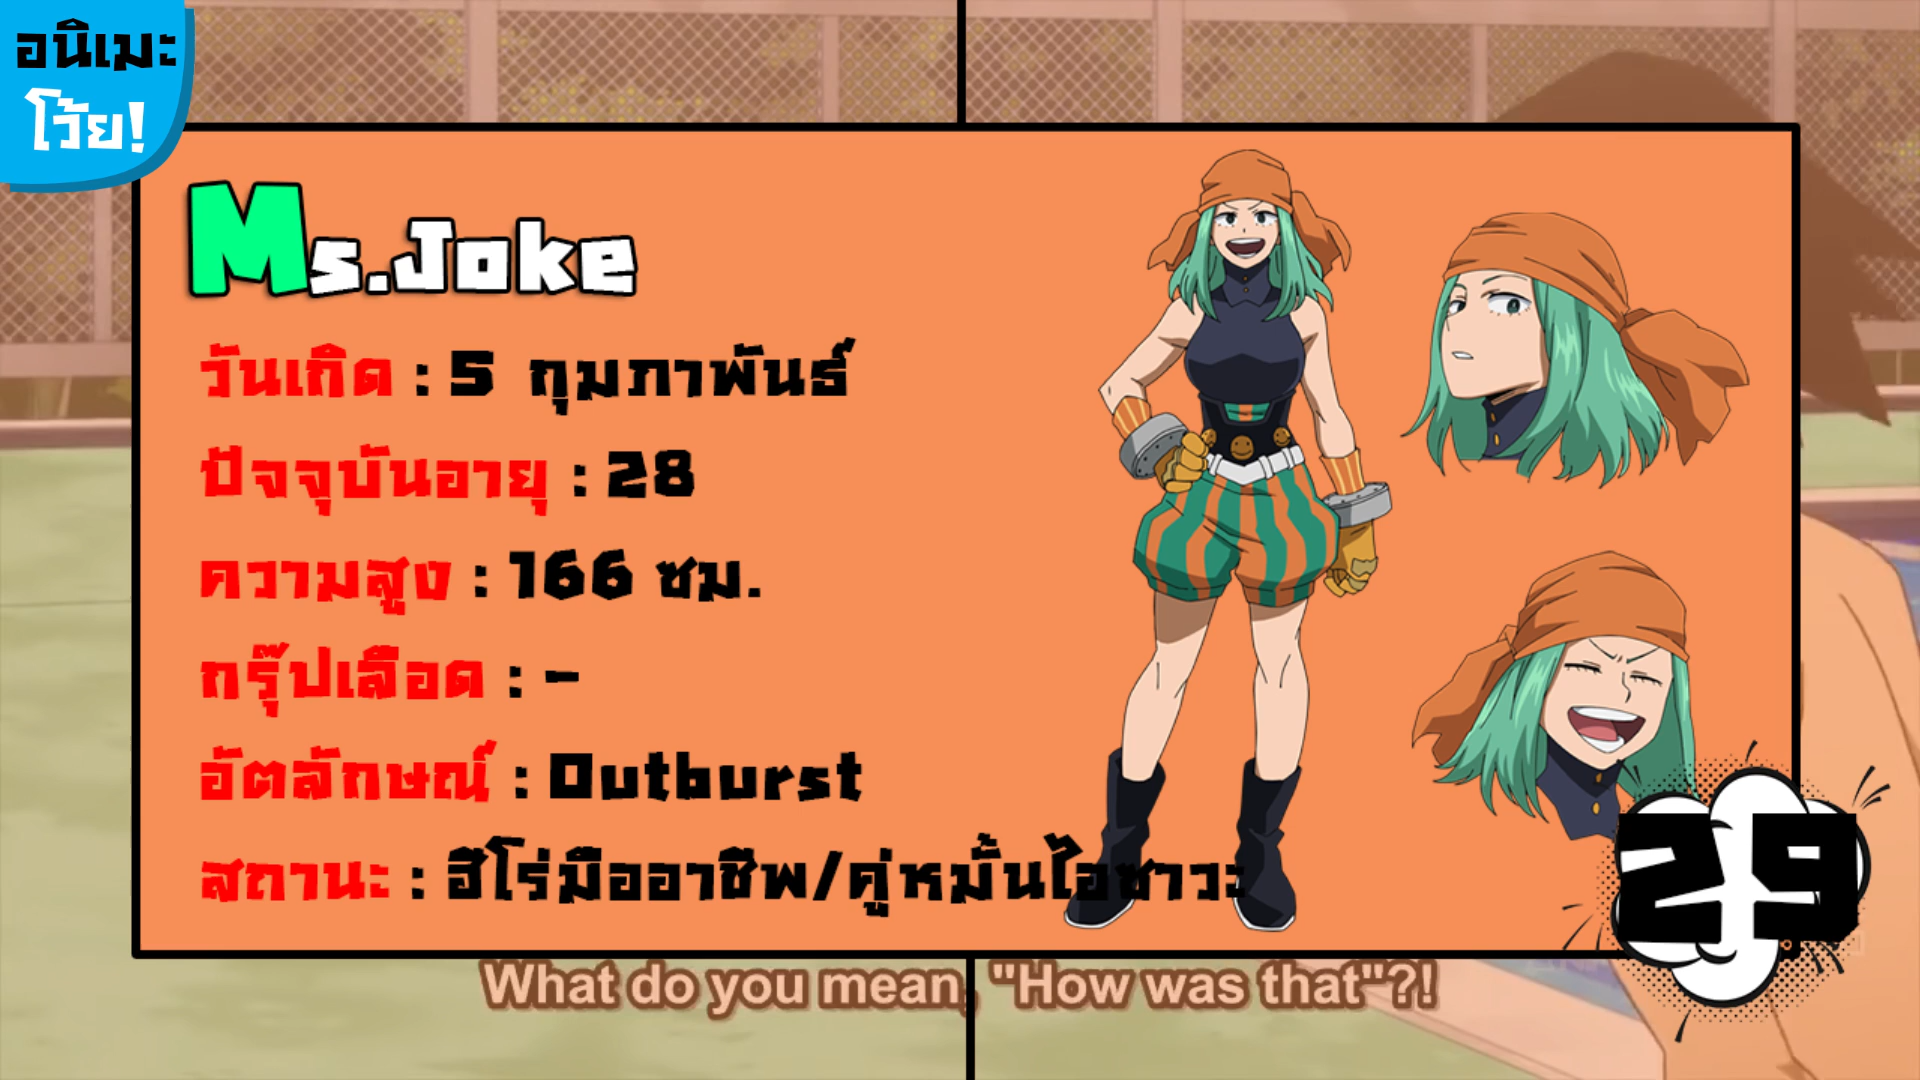 อนิเมะ
โว้ย!
Ms.Joke
วันเกิด : 5 กุมภาพันธ์
ปัจจุบันอายุ : 28
ความสูง : 166 ซม.
กรุ๊ปเลือด : -
อัตลักษณ์ : Outburst
สถานะ : ฮีโร่มืออาชีพ/คู่หมั้นไอซาวะ
29
What do you mean, "How was that"?!